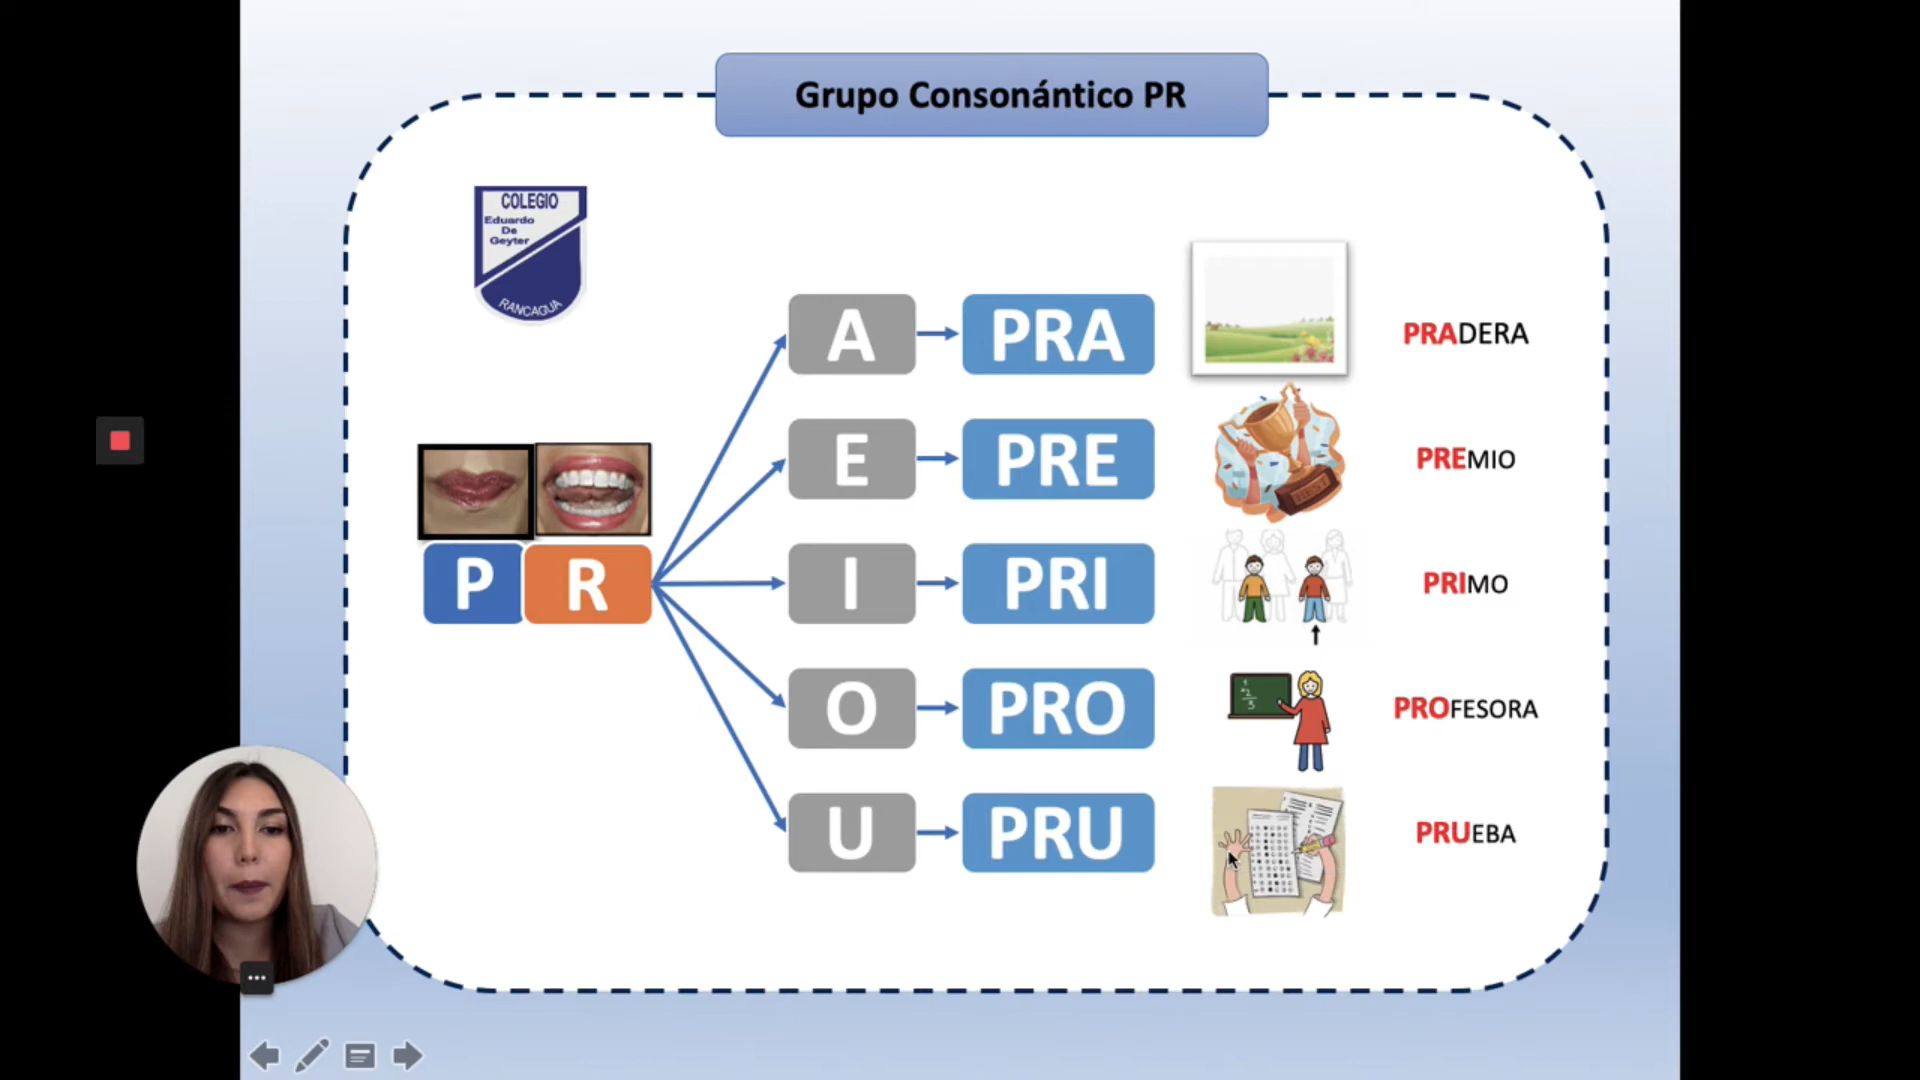 Grupo Consonántico PR
COLEGIO
Eduardo
De
Geyter
RANCAGUA
A PRA PRADERA
E PRE PREMIO
P R I PRI PRIMO
O PRO PROFESORA
U PRU PRUEBA